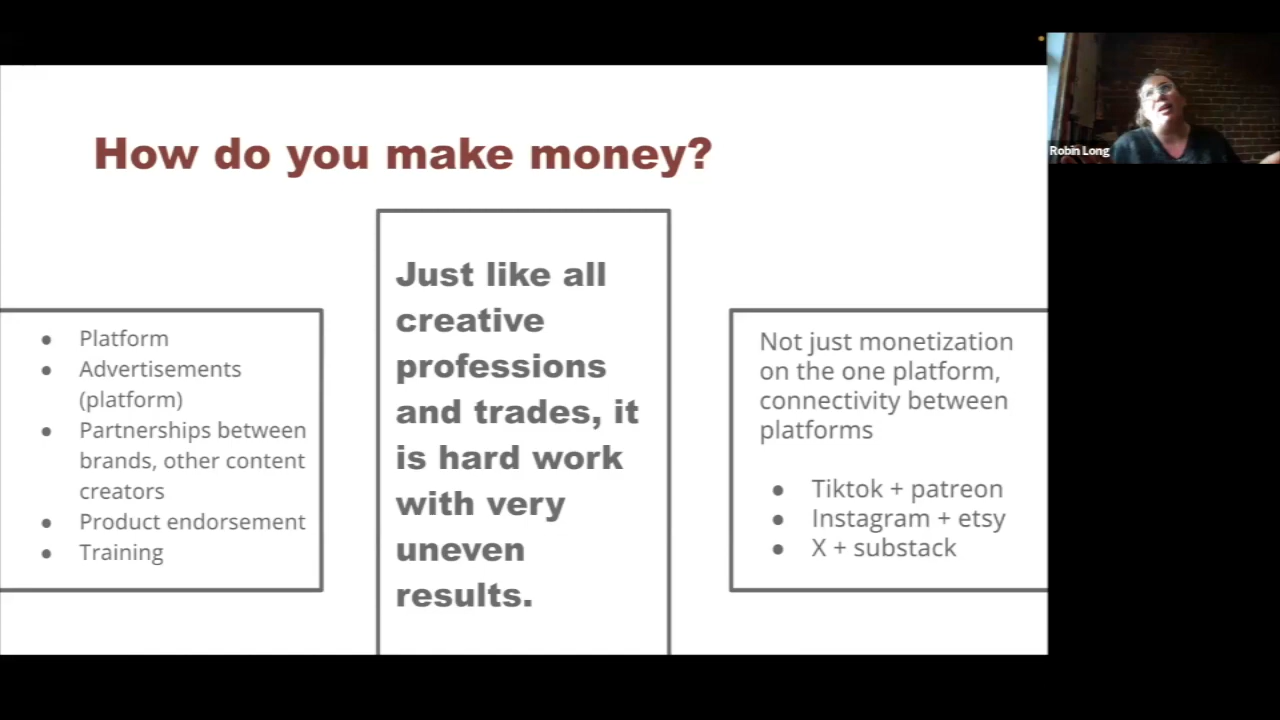 How do you make money?
Platform
Advertisements
(platform)
Partnerships between
brands, other content
creators
Product endorsement
Training
Just like all
creative
professions
and trades, it
is hard work
with very
uneven
results.
Not just monetization
on the one platform,
connectivity between
platforms
Tiktok + patreon
Instagram + etsy
X + substack
Robin Long